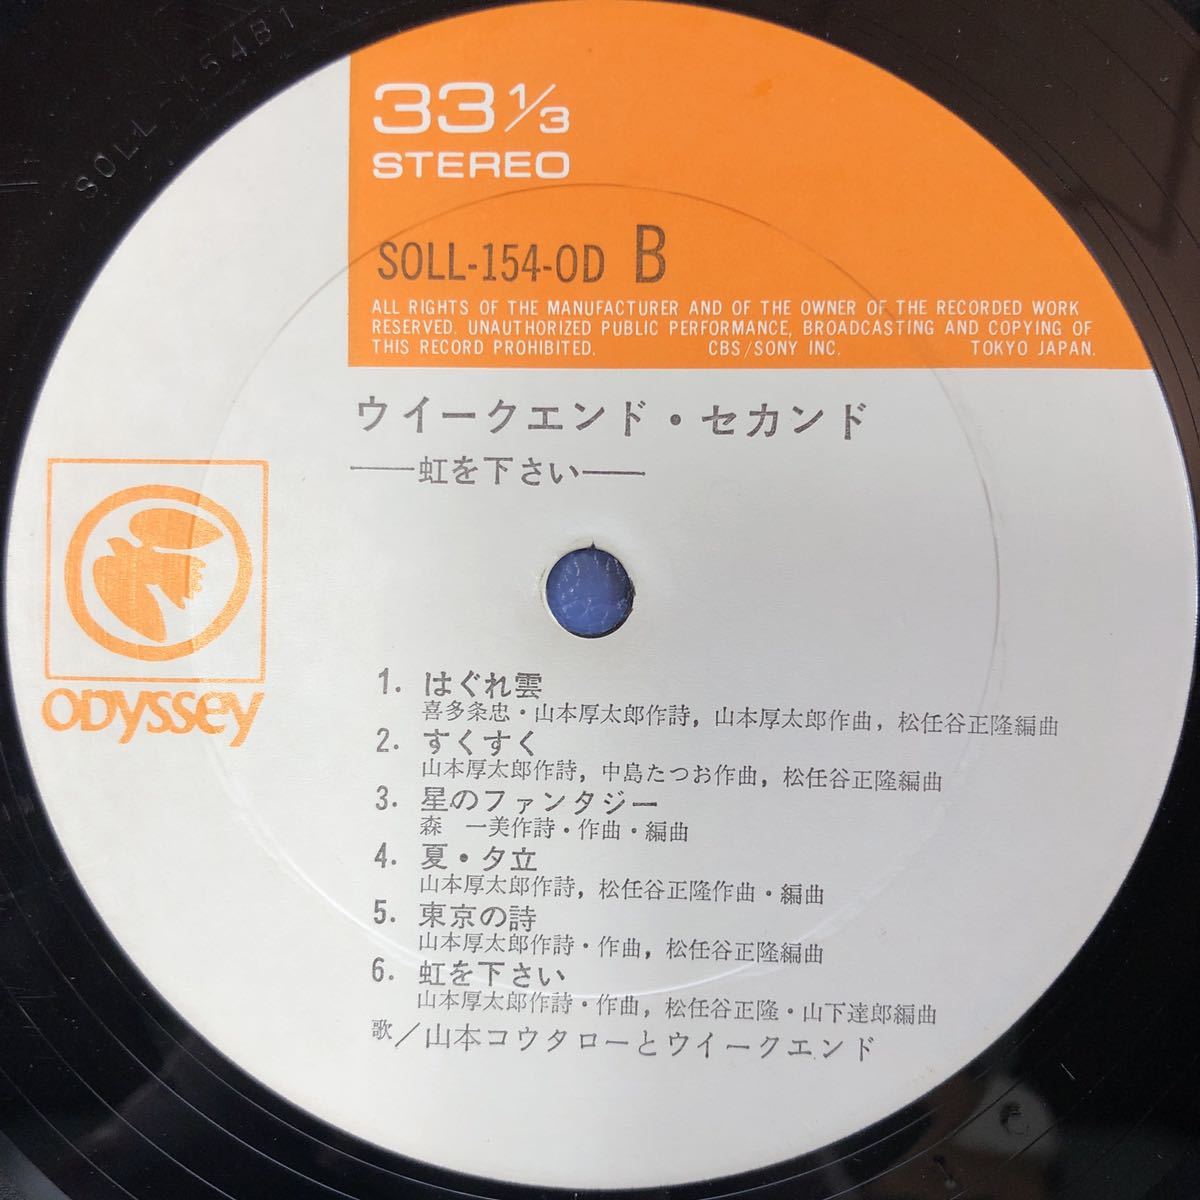 SOLL 154B1
33 1/3
STEREO
SOLL-154-OD B
ALL RIGHTS OF THE MANUFACTURER AND OF THE OWNER OF THE RECORDED WORK
RESERVED. UNAUTHORIZED PUBLIC PERFORMANCE, BROADCASTING AND COPYING OF
THIS RECORD PROHIBITED. CBS/SONY INC. TOKYO JAPAN.
ウイークエンド・セカンド
——虹を下さい——
ODYSSEY
1. はぐれ雲
喜多条忠・山本厚太郎作詩, 山本厚太郎作曲, 松任谷正隆編曲
2. すくすく
山本厚太郎作詩, 中島たつお作曲, 松任谷正隆編曲
3. 星のファンタジー
森 一美作詩・作曲・編曲
4. 夏・夕立
山本厚太郎作詩, 松任谷正隆作曲・編曲
5. 東京の詩
山本厚太郎作詩・作曲, 松任谷正隆編曲
6. 虹を下さい
山本厚太郎作詩・作曲, 松任谷正隆・山下達郎編曲
歌／山本コウタローとウイークエンド